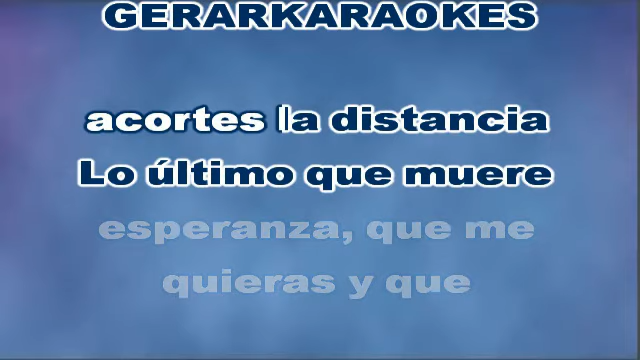 GERARKARAOKES
acortes la distancia
Lo último que muere
esperanza, que me
quieras y que